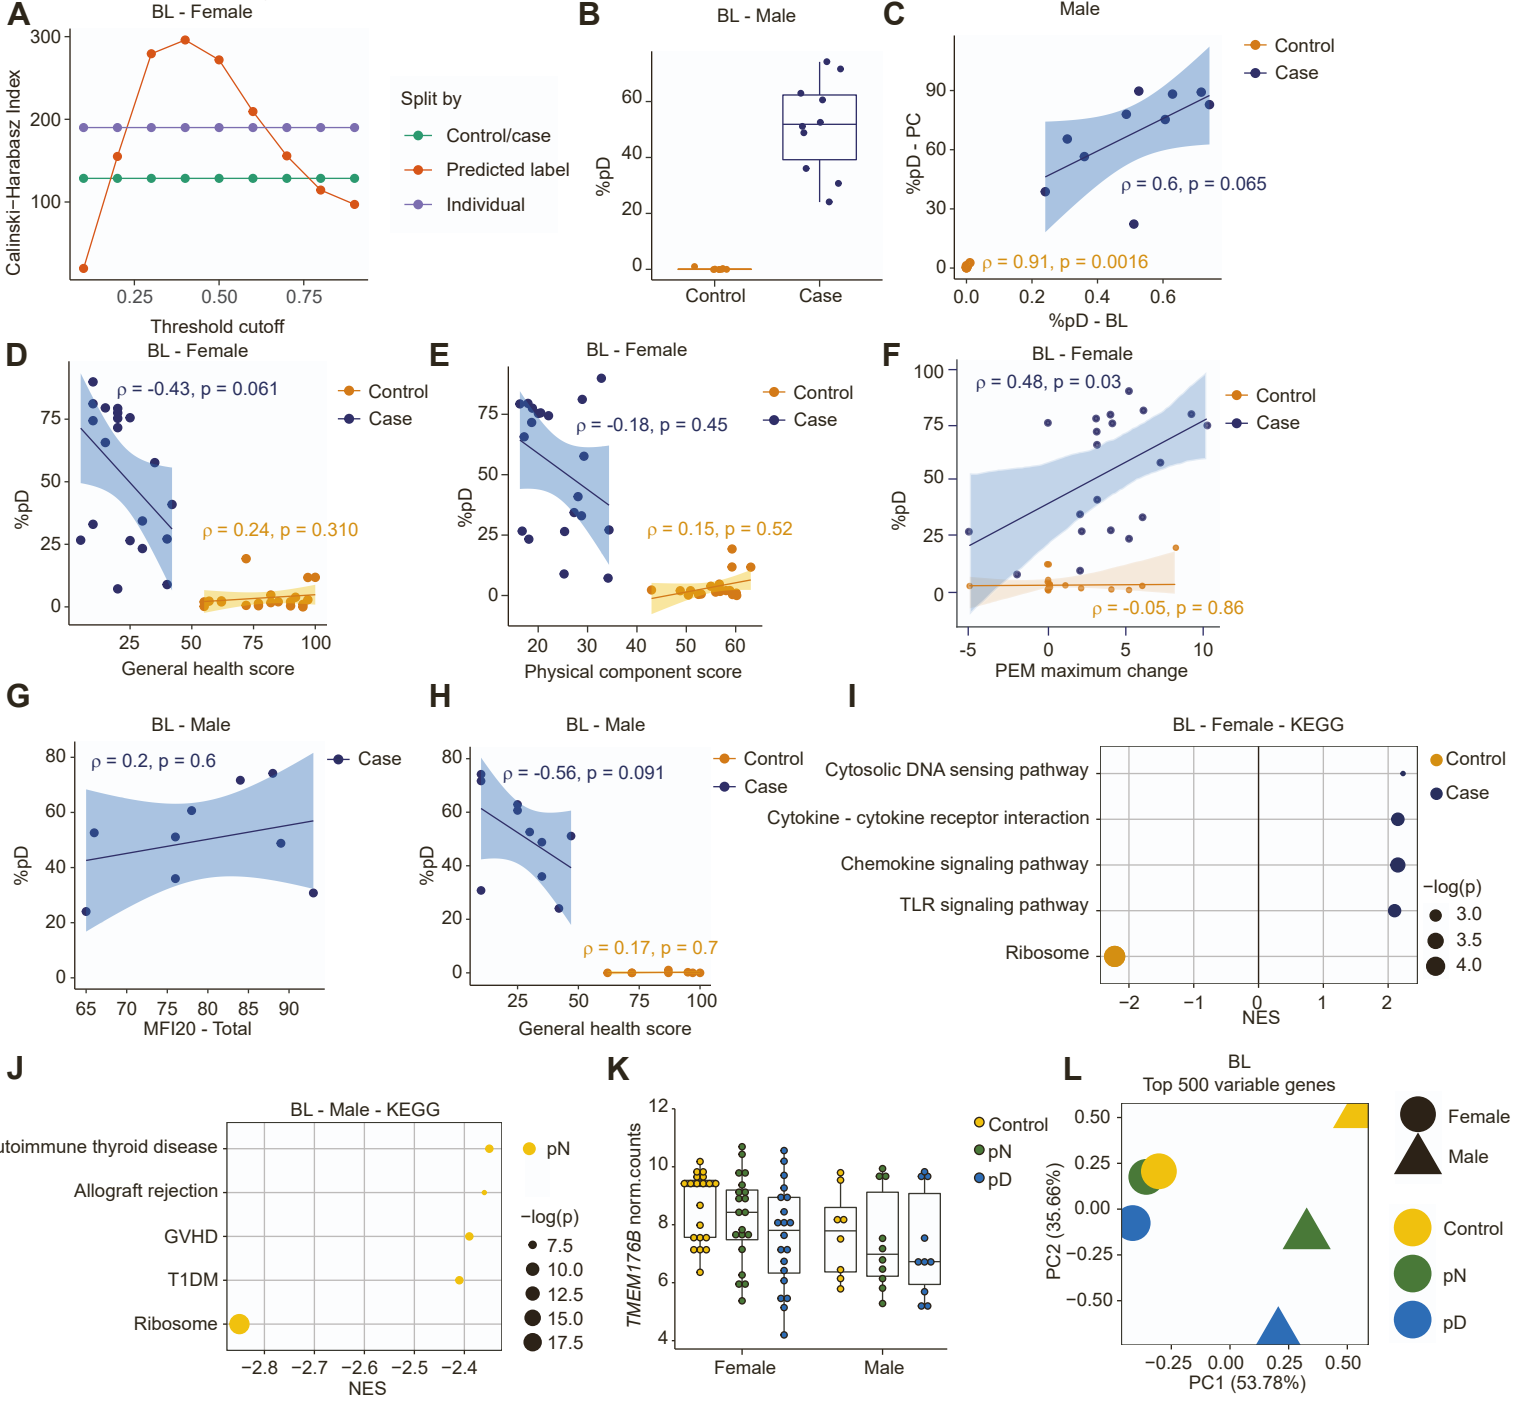 A
BL - Female
Calinski−Harabasz Index
300
200
100
0.25
0.50
0.75
Threshold cutoff
Split by
Control/case
Predicted label
Individual
B
BL - Male
%pD
60
40
20
0
Control
Case
C
Male
%pD - PC
90
60
30
0
ρ = 0.6, p = 0.065
ρ = 0.91, p = 0.0016
0.0
0.2
0.4
0.6
%pD - BL
Control
Case
D
BL - Female
%pD
75
50
25
0
ρ = -0.43, p = 0.061
ρ = 0.24, p = 0.310
25
50
75
100
General health score
Control
Case
E
BL - Female
%pD
75
50
25
0
ρ = -0.18, p = 0.45
ρ = 0.15, p = 0.52
20
30
40
50
60
Physical component score
Control
Case
F
BL - Female
%pD
100
75
50
25
0
ρ = 0.48, p = 0.03
ρ = -0.05, p = 0.86
-5
0
5
10
PEM maximum change
Control
Case
G
BL - Male
%pD
80
60
40
20
0
ρ = 0.2, p = 0.6
65
70
75
80
85
90
MFI20 - Total
Case
H
BL - Male
%pD
80
60
40
20
0
ρ = -0.56, p = 0.091
ρ = 0.17, p = 0.7
25
50
75
100
General health score
Control
Case
I
BL - Female - KEGG
Cytosolic DNA sensing pathway
Cytokine - cytokine receptor interaction
Chemokine signaling pathway
TLR signaling pathway
Ribosome
−2
−1
0
1
2
NES
Control
Case
−log(p)
3.0
3.5
4.0
J
BL - Male - KEGG
utoimmune thyroid disease
Allograft rejection
GVHD
T1DM
Ribosome
−2.8
−2.7
−2.6
−2.5
−2.4
NES
pN
−log(p)
7.5
10.0
12.5
15.0
17.5
K
TMEM176B norm.counts
12
10
8
6
4
Female
Male
Control
pN
pD
L
BL
Top 500 variable genes
PC2 (35.66%)
0.50
0.25
0.00
−0.25
−0.50
−0.25
0.00
0.25
0.50
PC1 (53.78%)
Female
Male
Control
pN
pD